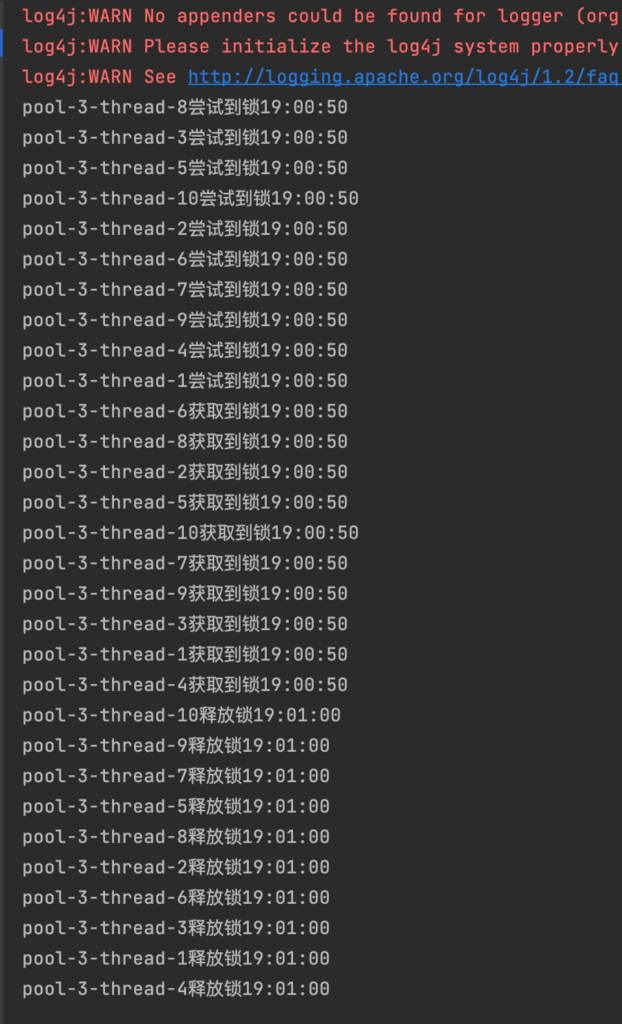 log4j:WARN No appenders could be found for logger (org
log4j:WARN Please initialize the log4j system properly
log4j:WARN See http://logging.apache.org/log4j/1.2/faq
pool-3-thread-8尝试到锁19:00:50
pool-3-thread-3尝试到锁19:00:50
pool-3-thread-5尝试到锁19:00:50
pool-3-thread-10尝试到锁19:00:50
pool-3-thread-2尝试到锁19:00:50
pool-3-thread-6尝试到锁19:00:50
pool-3-thread-7尝试到锁19:00:50
pool-3-thread-9尝试到锁19:00:50
pool-3-thread-4尝试到锁19:00:50
pool-3-thread-1尝试到锁19:00:50
pool-3-thread-6获取到锁19:00:50
pool-3-thread-8获取到锁19:00:50
pool-3-thread-2获取到锁19:00:50
pool-3-thread-5获取到锁19:00:50
pool-3-thread-10获取到锁19:00:50
pool-3-thread-7获取到锁19:00:50
pool-3-thread-9获取到锁19:00:50
pool-3-thread-3获取到锁19:00:50
pool-3-thread-1获取到锁19:00:50
pool-3-thread-4获取到锁19:00:50
pool-3-thread-10释放锁19:01:00
pool-3-thread-9释放锁19:01:00
pool-3-thread-7释放锁19:01:00
pool-3-thread-5释放锁19:01:00
pool-3-thread-8释放锁19:01:00
pool-3-thread-2释放锁19:01:00
pool-3-thread-6释放锁19:01:00
pool-3-thread-3释放锁19:01:00
pool-3-thread-1释放锁19:01:00
pool-3-thread-4释放锁19:01:00